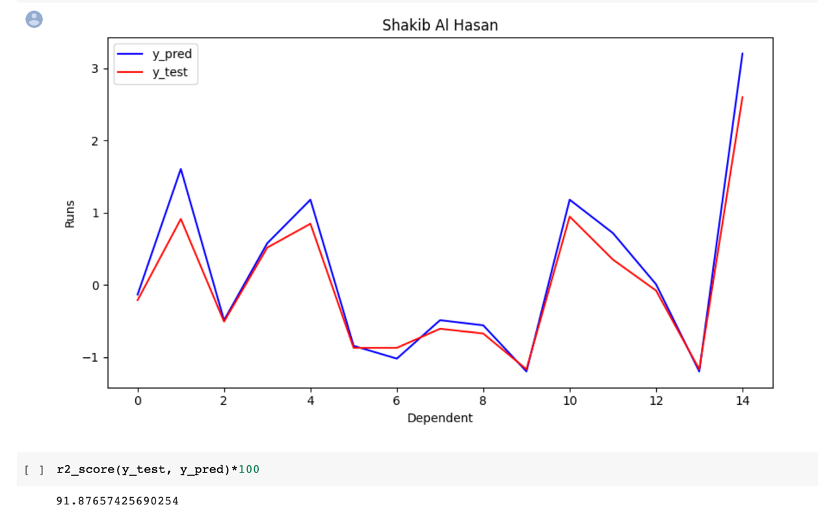 Shakib Al Hasan
y_pred
y_test
3
2
1
0
−1
Runs
0 2 4 6 8 10 12 14
Dependent
[ ] r2_score(y_test, y_pred)*100
91.87657425690254